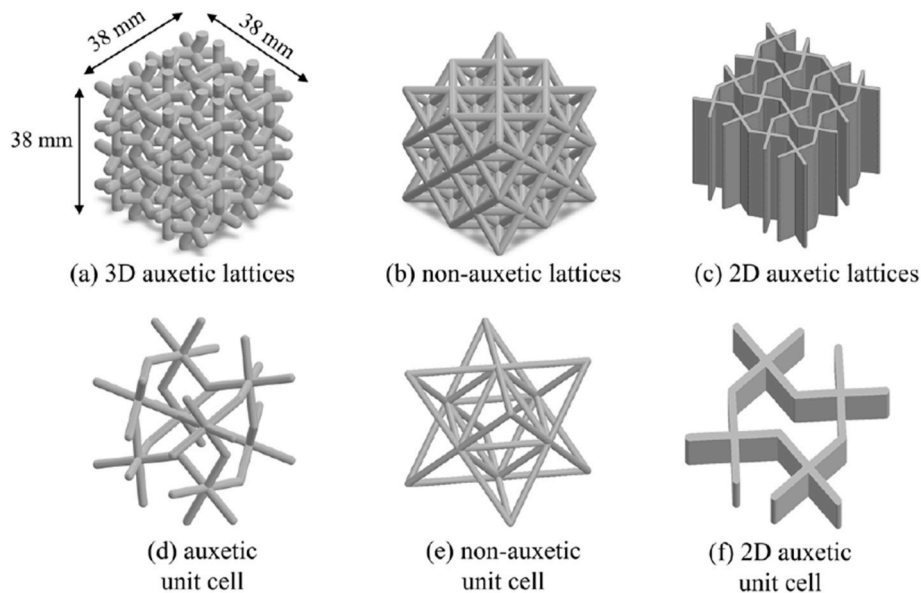 38 mm
38 mm
38 mm
(a) 3D auxetic lattices
(b) non-auxetic lattices
(c) 2D auxetic lattices
(d) auxetic
unit cell
(e) non-auxetic
unit cell
(f) 2D auxetic
unit cell